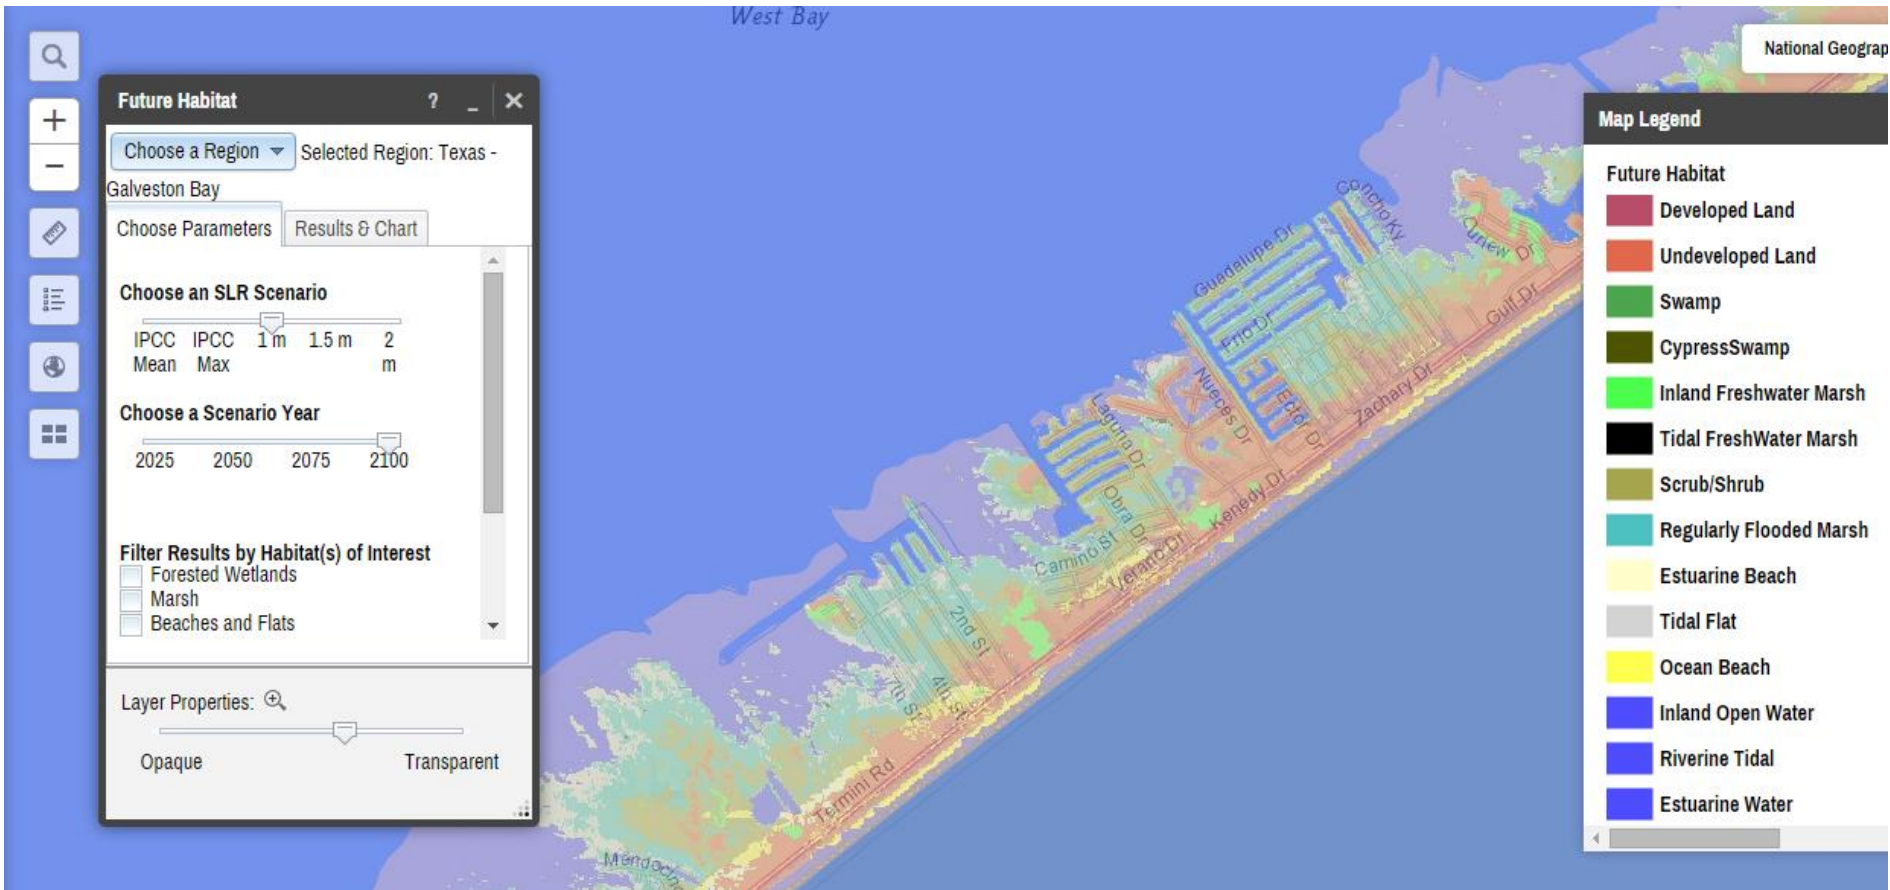 West Bay
National Geograp
Future Habitat ? _ ×
Choose a Region Selected Region: Texas -
Galveston Bay
Choose Parameters Results & Chart
Choose an SLR Scenario
IPCC IPCC 1 m 1.5 m 2
Mean Max m
Choose a Scenario Year
2025 2050 2075 2100
Filter Results by Habitat(s) of Interest
Forested Wetlands
Marsh
Beaches and Flats
Layer Properties:
Opaque Transparent
Concho Ky
Guadalupe Dr
Curlew Dr
Gulf Dr
Frio Dr
Nueces Dr
Ector Dr
Zachary Dr
Laguna Dr
Kenedy Dr
Obra Dr
Camino St
Verano Dr
2nd St
4th St
7th St
Termini Rd
Map Legend
Future Habitat
Developed Land
Undeveloped Land
Swamp
CypressSwamp
Inland Freshwater Marsh
Tidal FreshWater Marsh
Scrub/Shrub
Regularly Flooded Marsh
Estuarine Beach
Tidal Flat
Ocean Beach
Inland Open Water
Riverine Tidal
Estuarine Water